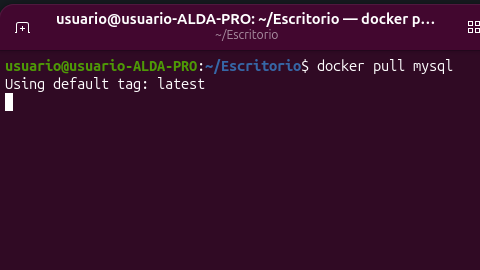 usuario@usuario-ALDA-PRO: ~/Escritorio — docker p…
~/Escritorio
usuario@usuario-ALDA-PRO:~/Escritorio$ docker pull mysql
Using default tag: latest